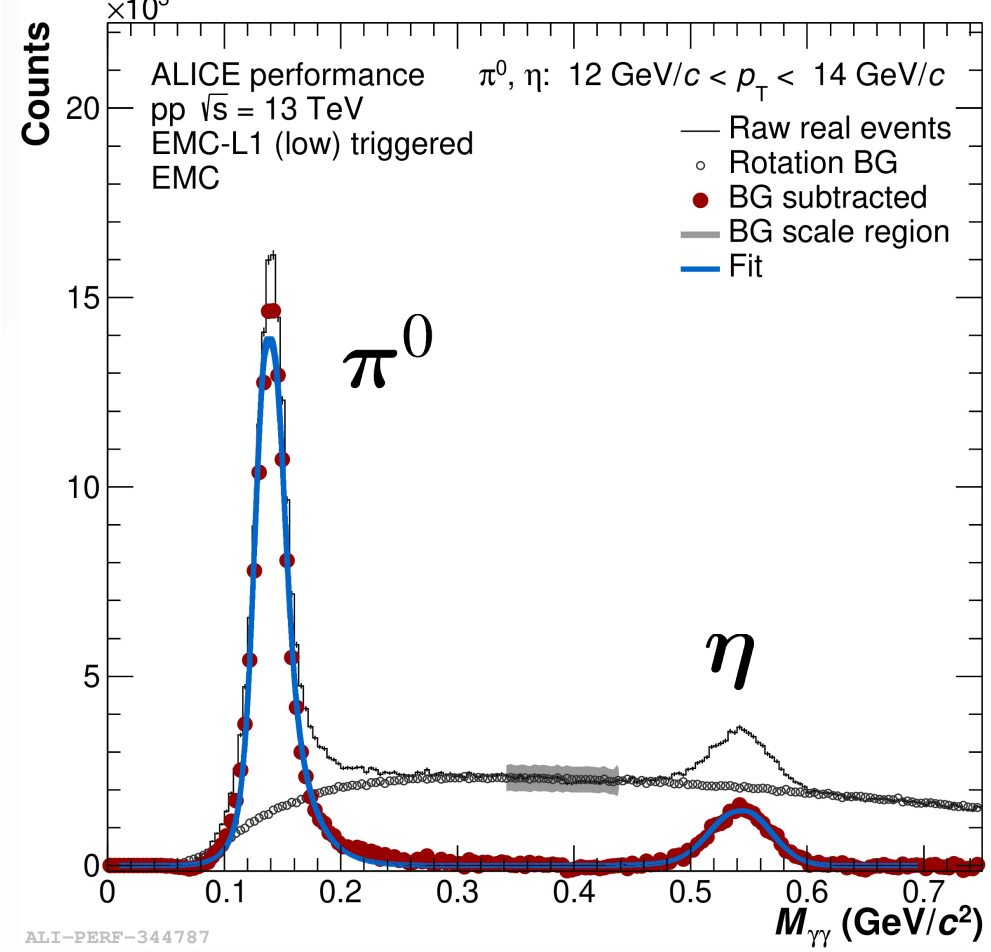 ×10³
Counts
ALICE performance
pp √s = 13 TeV
EMC-L1 (low) triggered
EMC
π⁰, η: 12 GeV/c < p_T < 14 GeV/c
Raw real events
Rotation BG
BG subtracted
BG scale region
Fit
π⁰
η
20
15
10
5
0
0 0.1 0.2 0.3 0.4 0.5 0.6 0.7
M_γγ (GeV/c²)
ALI-PERF-344787